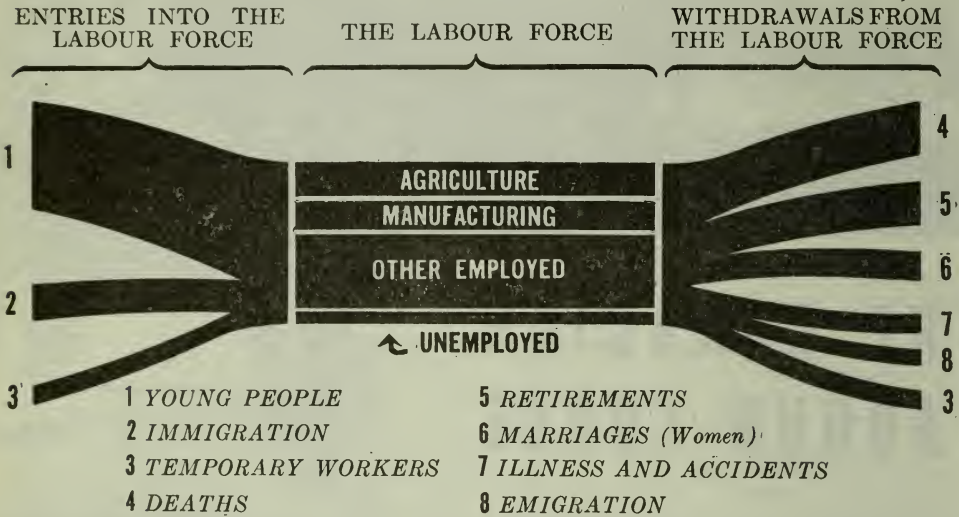 ENTRIES INTO THE
LABOUR FORCE
THE LABOUR FORCE
WITHDRAWALS FROM
THE LABOUR FORCE
1
2
3
AGRICULTURE
MANUFACTURING
OTHER EMPLOYED
UNEMPLOYED
4
5
6
7
8
3
1 YOUNG PEOPLE
2 IMMIGRATION
3 TEMPORARY WORKERS
4 DEATHS
5 RETIREMENTS
6 MARRIAGES (Women)
7 ILLNESS AND ACCIDENTS
8 EMIGRATION